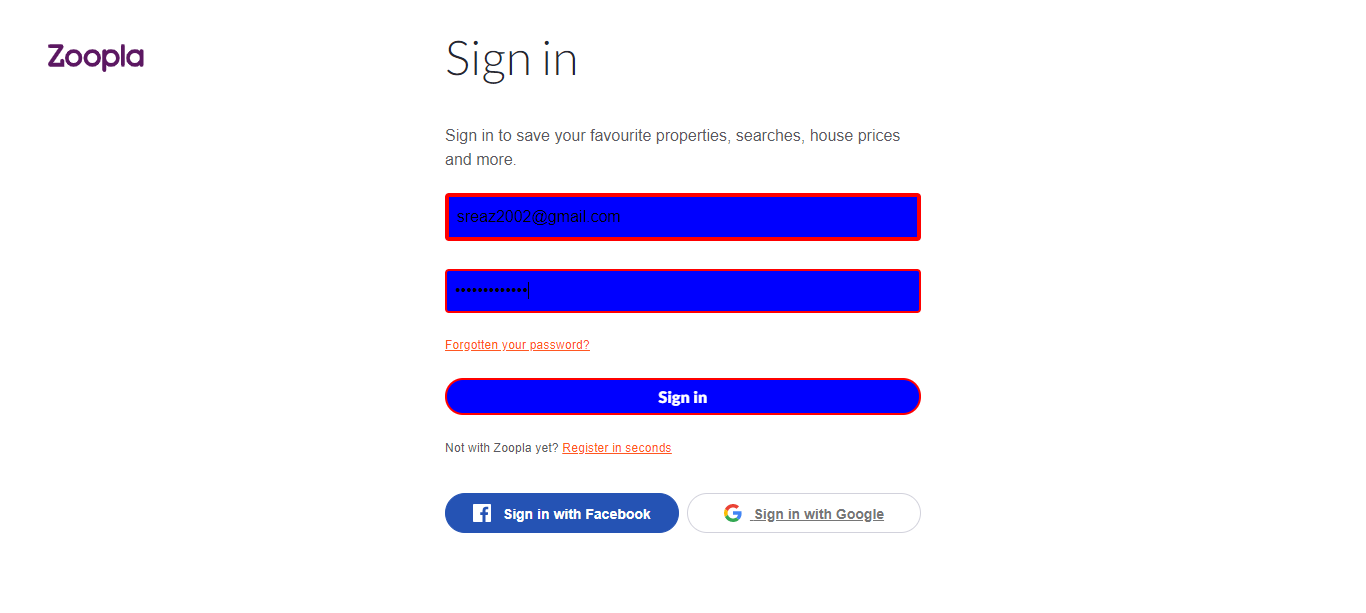 Zoopla
Sign in
Sign in to save your favourite properties, searches, house prices
and more.
sreaz2002@gmail.com
•••••••••••••
Forgotten your password?
Sign in
Not with Zoopla yet? Register in seconds
Sign in with Facebook
Sign in with Google